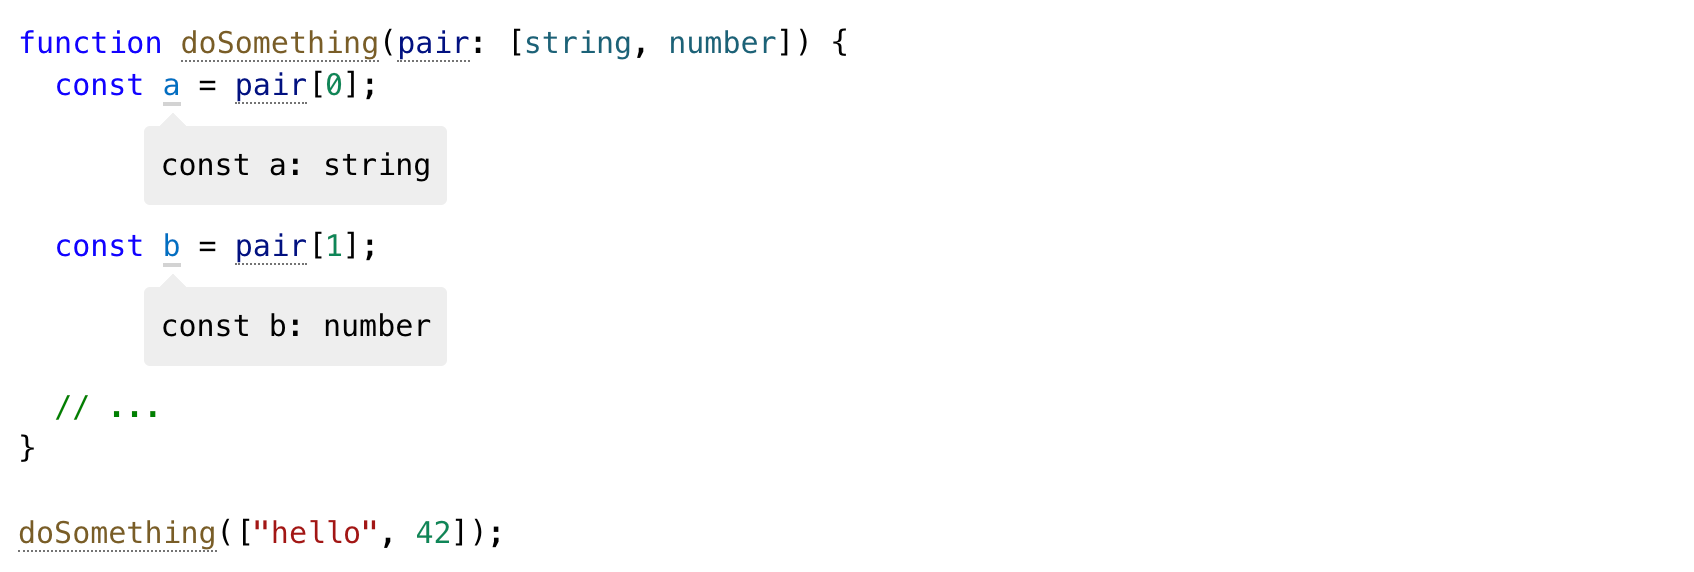 function doSomething(pair: [string, number]) {
  const a = pair[0];
const a: string
  const b = pair[1];
const b: number
  // ...
}
doSomething(["hello", 42]);